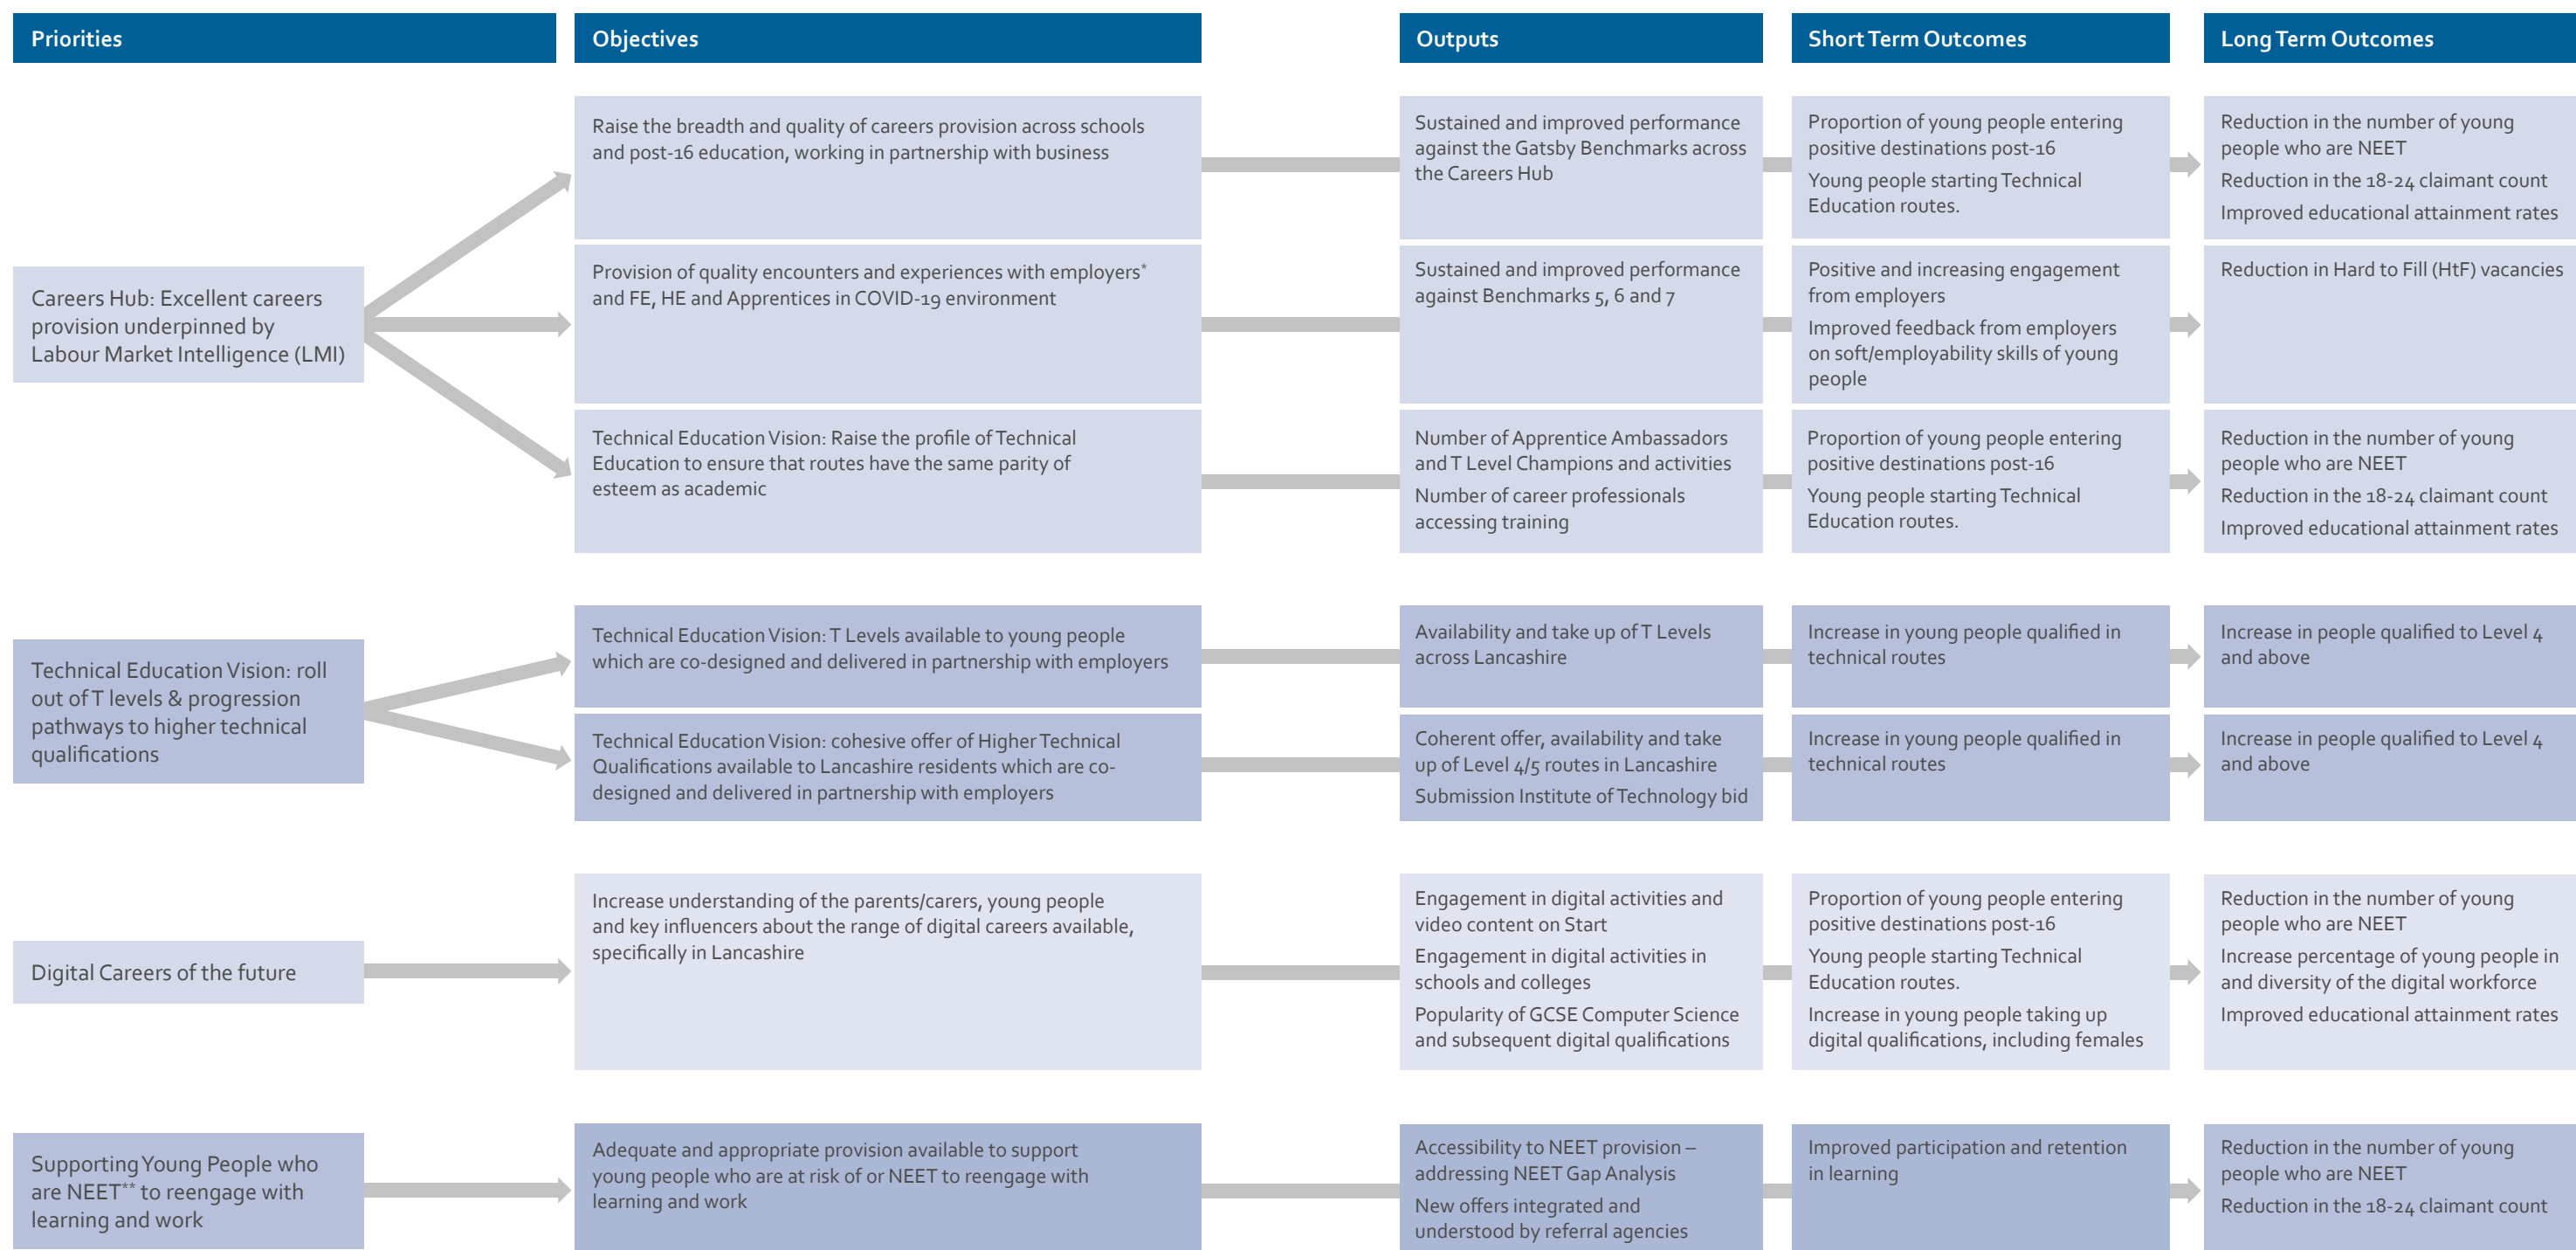 Priorities
Objectives
Outputs
Short Term Outcomes
Long Term Outcomes
Careers Hub: Excellent careers
provision underpinned by
Labour Market Intelligence (LMI)
Raise the breadth and quality of careers provision across schools
and post-16 education, working in partnership with business
Sustained and improved performance
against the Gatsby Benchmarks across
the Careers Hub
Proportion of young people entering
positive destinations post-16
Young people starting Technical
Education routes.
Reduction in the number of young
people who are NEET
Reduction in the 18-24 claimant count
Improved educational attainment rates
Provision of quality encounters and experiences with employers*
and FE, HE and Apprentices in COVID-19 environment
Sustained and improved performance
against Benchmarks 5, 6 and 7
Positive and increasing engagement
from employers
Improved feedback from employers
on soft/employability skills of young
people
Reduction in Hard to Fill (HtF) vacancies
Technical Education Vision: Raise the profile of Technical
Education to ensure that routes have the same parity of
esteem as academic
Number of Apprentice Ambassadors
and T Level Champions and activities
Number of career professionals
accessing training
Proportion of young people entering
positive destinations post-16
Young people starting Technical
Education routes.
Reduction in the number of young
people who are NEET
Reduction in the 18-24 claimant count
Improved educational attainment rates
Technical Education Vision: roll
out of T levels & progression
pathways to higher technical
qualifications
Technical Education Vision: T Levels available to young people
which are co-designed and delivered in partnership with employers
Availability and take up of T Levels
across Lancashire
Increase in young people qualified in
technical routes
Increase in people qualified to Level 4
and above
Technical Education Vision: cohesive offer of Higher Technical
Qualifications available to Lancashire residents which are co-
designed and delivered in partnership with employers
Coherent offer, availability and take
up of Level 4/5 routes in Lancashire
Submission Institute of Technology bid
Increase in young people qualified in
technical routes
Increase in people qualified to Level 4
and above
Digital Careers of the future
Increase understanding of the parents/carers, young people
and key influencers about the range of digital careers available,
specifically in Lancashire
Engagement in digital activities and
video content on Start
Engagement in digital activities in
schools and colleges
Popularity of GCSE Computer Science
and subsequent digital qualifications
Proportion of young people entering
positive destinations post-16
Young people starting Technical
Education routes.
Increase in young people taking up
digital qualifications, including females
Reduction in the number of young
people who are NEET
Increase percentage of young people in
and diversity of the digital workforce
Improved educational attainment rates
Supporting Young People who
are NEET** to reengage with
learning and work
Adequate and appropriate provision available to support
young people who are at risk of or NEET to reengage with
learning and work
Accessibility to NEET provision –
addressing NEET Gap Analysis
New offers integrated and
understood by referral agencies
Improved participation and retention
in learning
Reduction in the number of young
people who are NEET
Reduction in the 18-24 claimant count